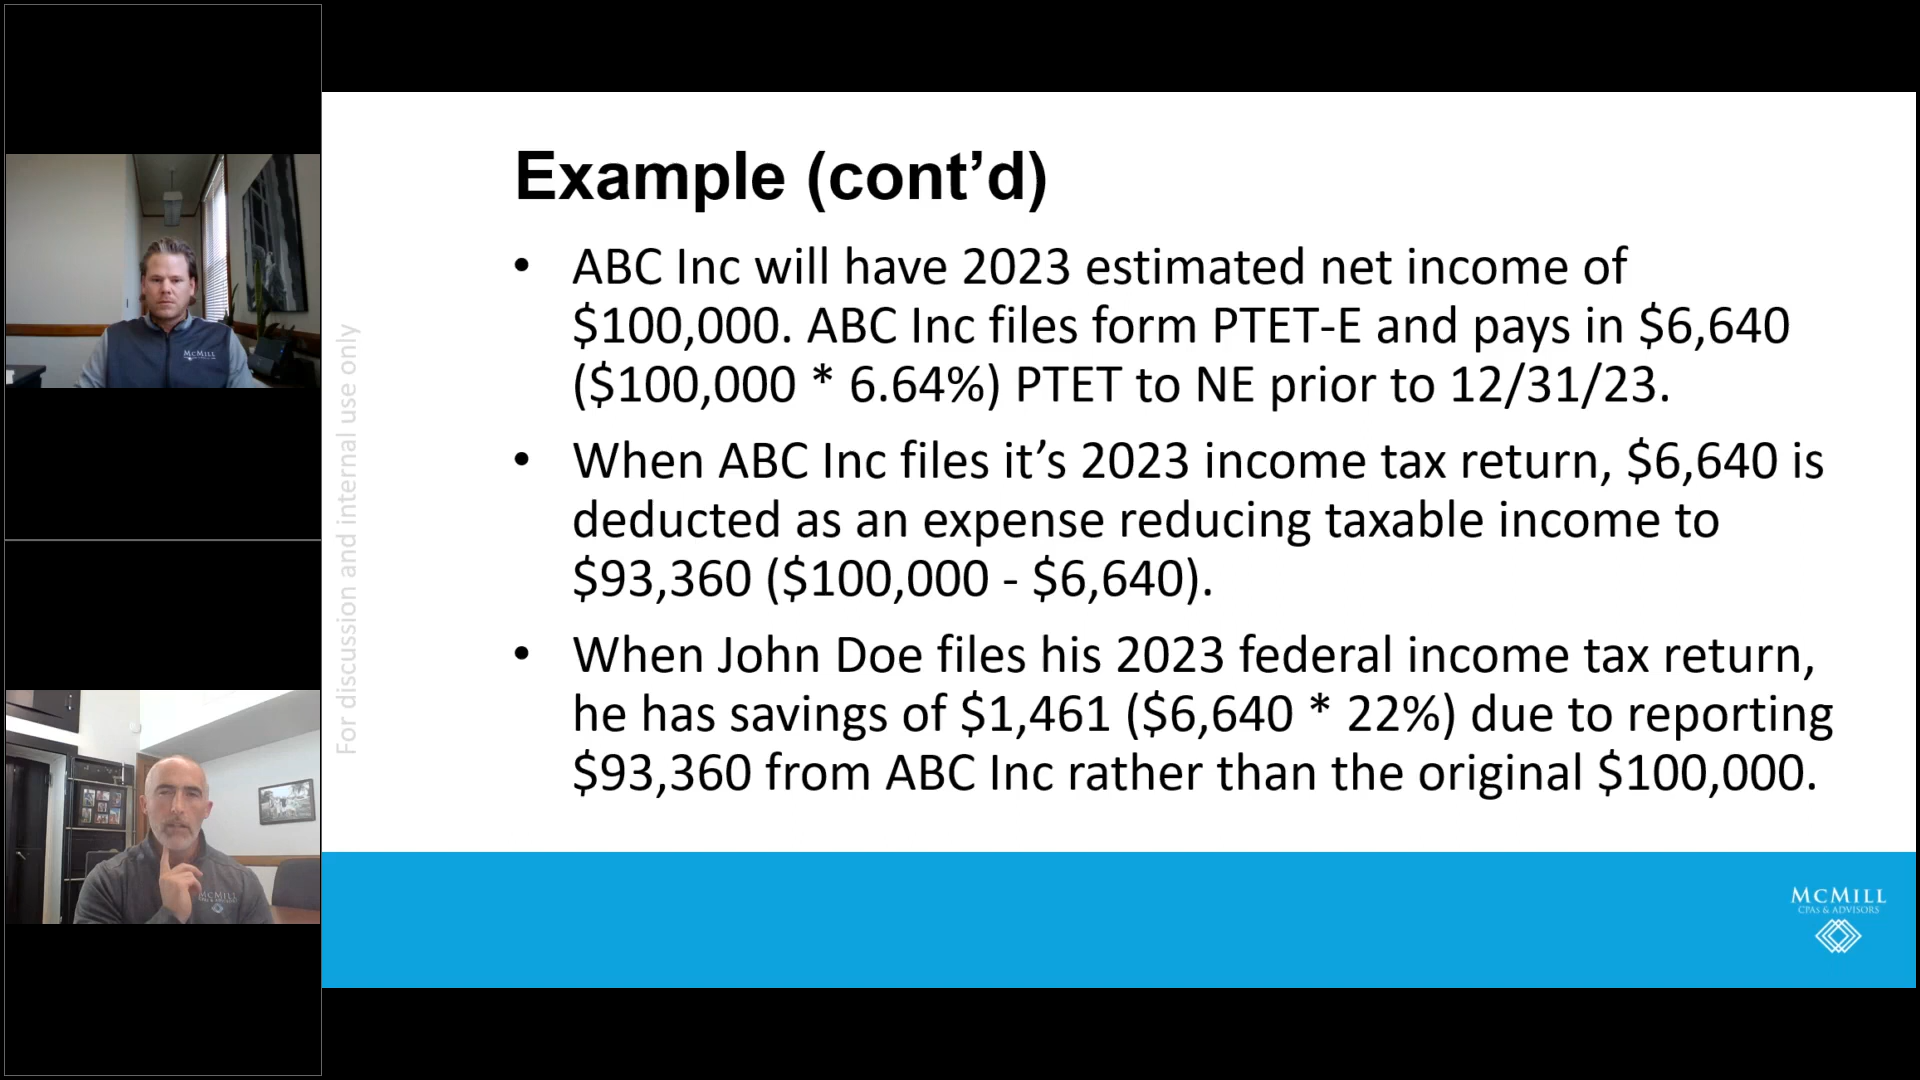 Example (cont’d)
• ABC Inc will have 2023 estimated net income of
$100,000. ABC Inc files form PTET-E and pays in $6,640
($100,000 * 6.64%) PTET to NE prior to 12/31/23.
• When ABC Inc files it’s 2023 income tax return, $6,640 is
deducted as an expense reducing taxable income to
$93,360 ($100,000 - $6,640).
• When John Doe files his 2023 federal income tax return,
he has savings of $1,461 ($6,640 * 22%) due to reporting
$93,360 from ABC Inc rather than the original $100,000.
For discussion and internal use only
MCMILL
CPAS & ADVISORS
MCMILL
MCMILL